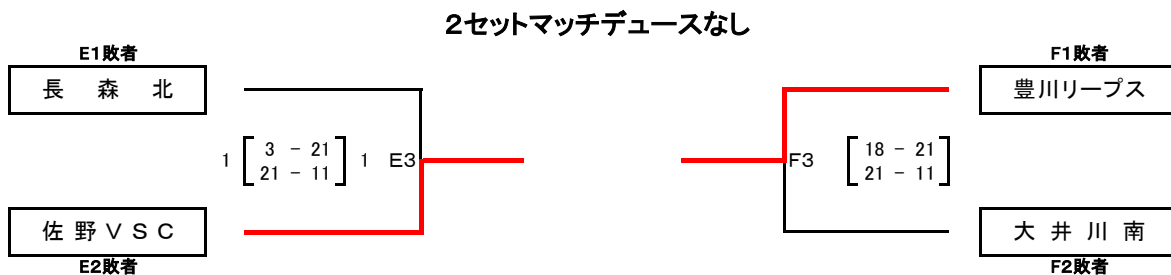 2セットマッチデュースなし
E1敗者
長 森 北
F1敗者
豊川リープス
1 [ 3 - 21 ] 1 E3
21 - 11
F3 [ 18 - 21 ]
21 - 11
佐 野 V S C
E2敗者
大 井 川 南
F2敗者